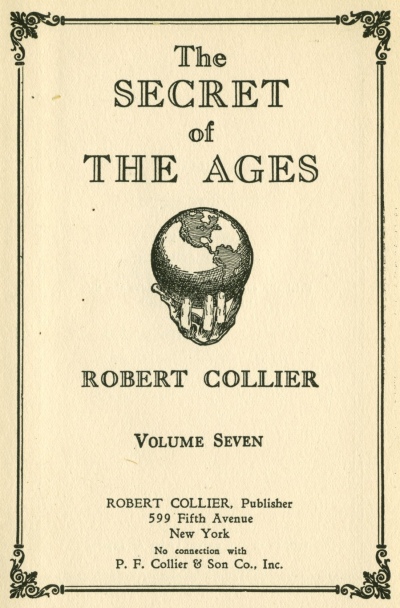 The
SECRET
of
THE AGES
ROBERT COLLIER
VOLUME SEVEN
ROBERT COLLIER, Publisher
599 Fifth Avenue
New York
No connection with
P. F. Collier & Son Co., Inc.